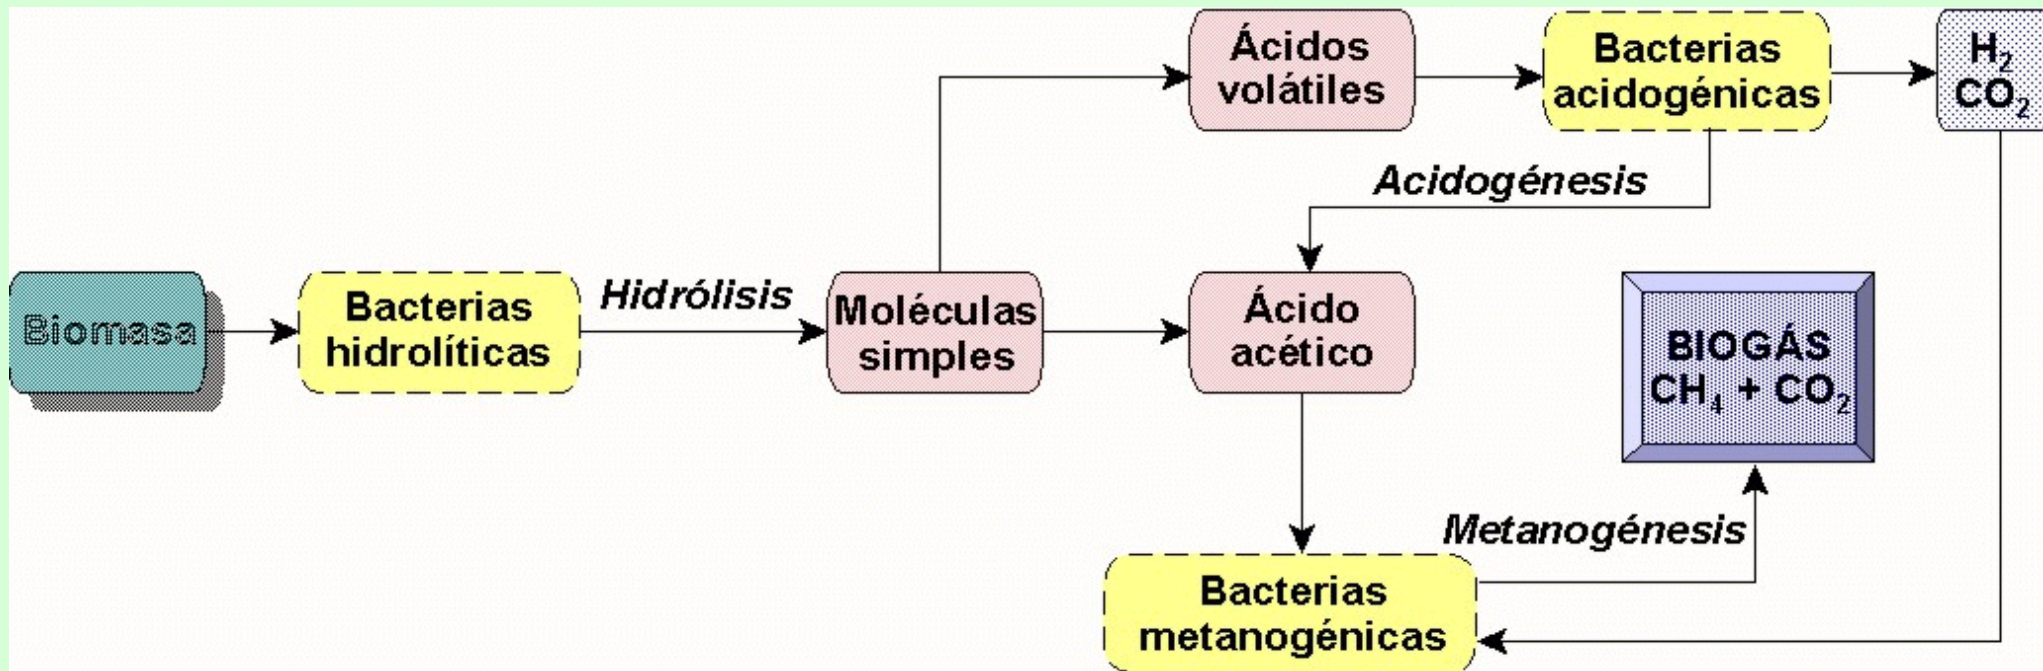 Ácidos
volátiles
Bacterias
acidogénicas
H₂
CO₂
Acidogénesis
Biomasa
Bacterias
hidrolíticas
Hidrólisis
Moléculas
simples
Ácido
acético
BIOGÁS
CH₄ + CO₂
Metanogénesis
Bacterias
metanogénicas